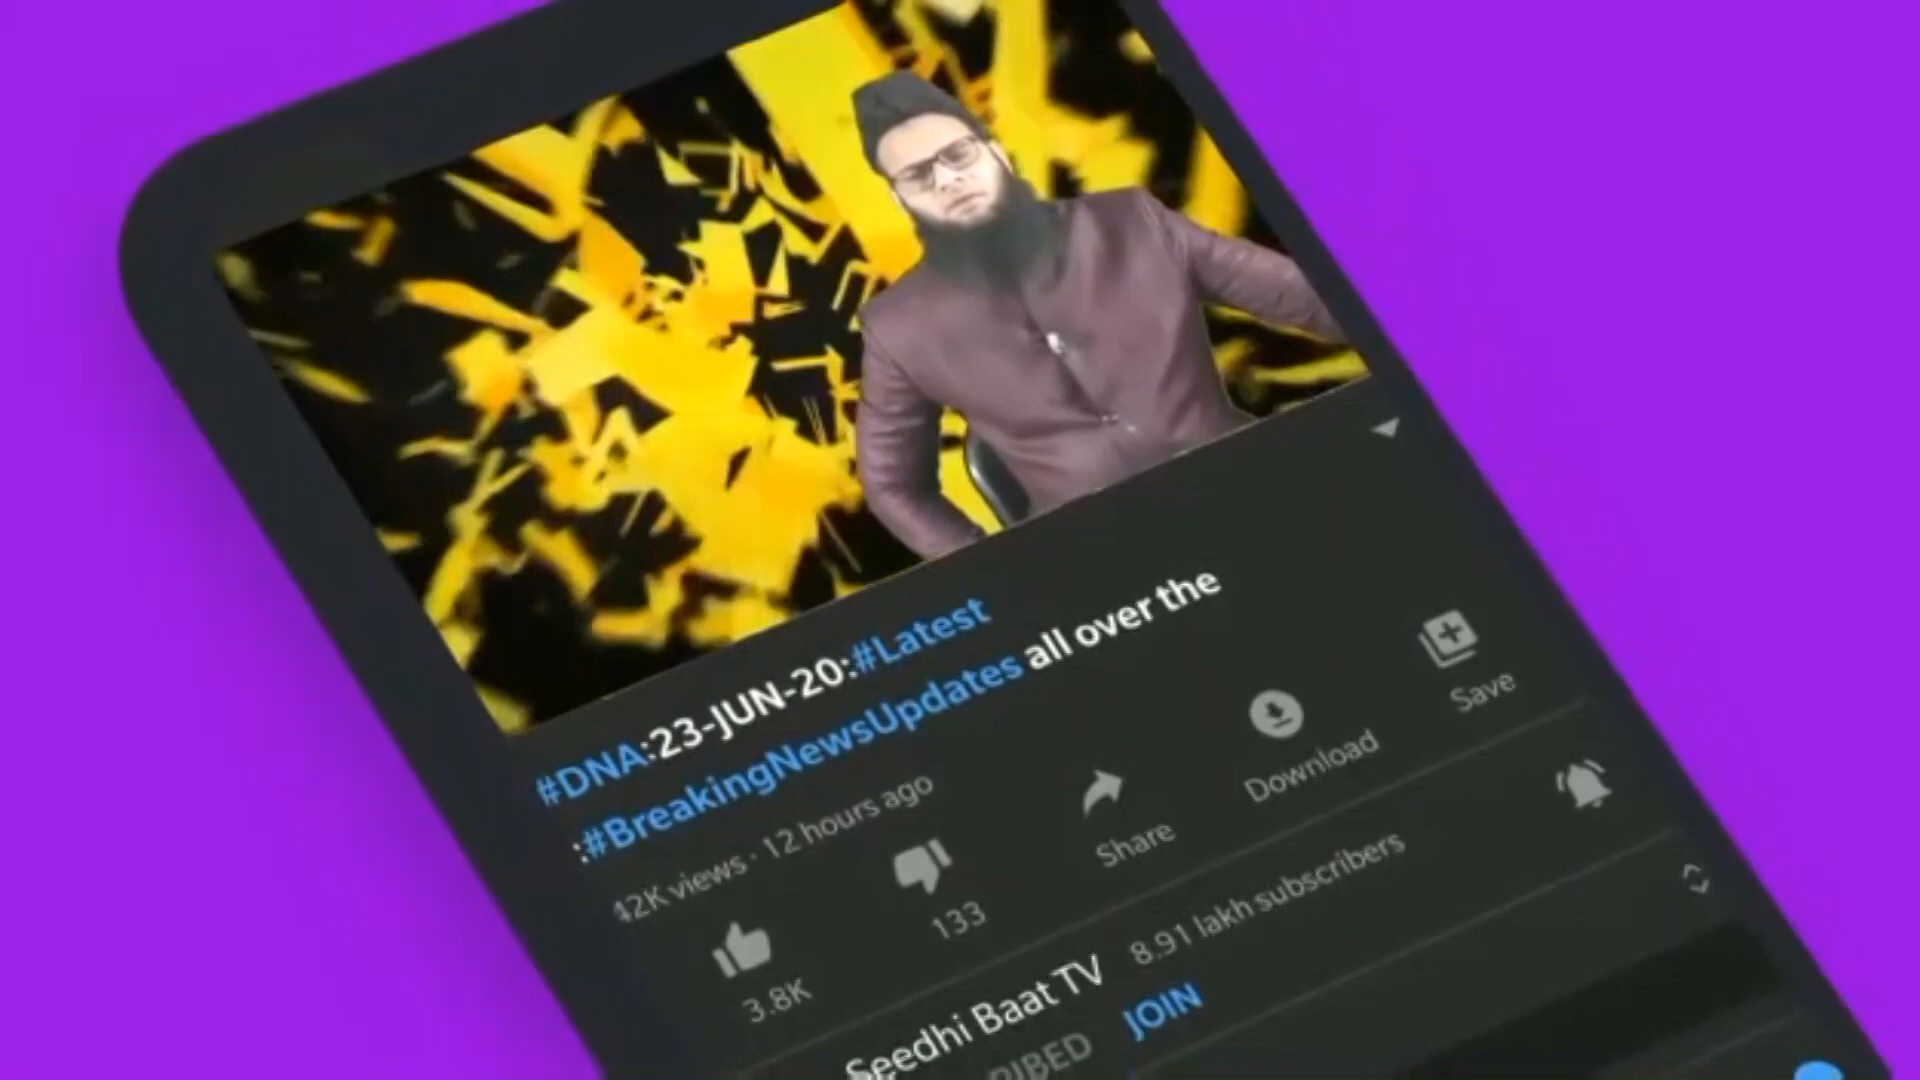 #DNA:23-JUN-20:#Latest
:#BreakingNewsUpdates all over the
42K views · 12 hours ago
3.8K
133
Share
Download
Save
Seedhi Baat TV
8.91 lakh subscribers
JOIN